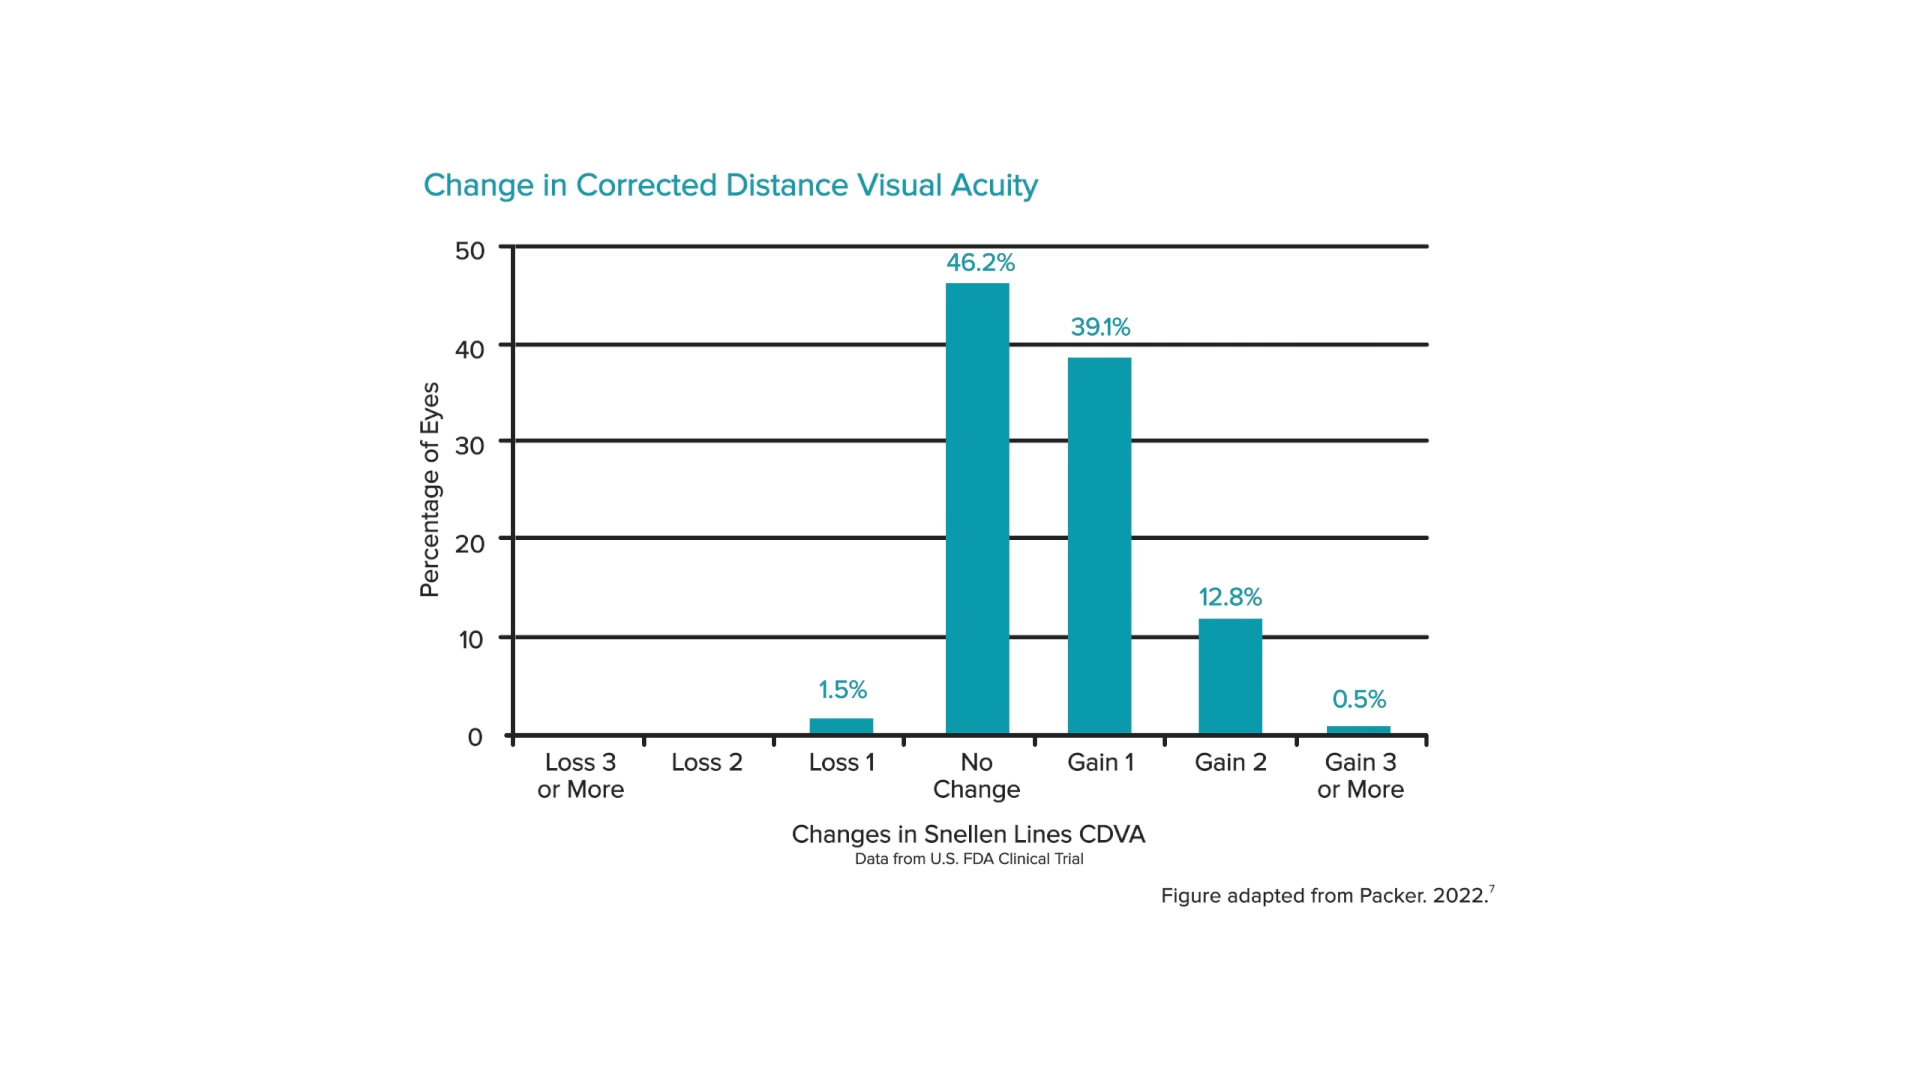 Change in Corrected Distance Visual Acuity
Percentage of Eyes
50
40
30
20
10
0
1.5%
46.2%
39.1%
12.8%
0.5%
Loss 3
or More
Loss 2
Loss 1
No
Change
Gain 1
Gain 2
Gain 3
or More
Changes in Snellen Lines CDVA
Data from U.S. FDA Clinical Trial
Figure adapted from Packer. 2022.⁷